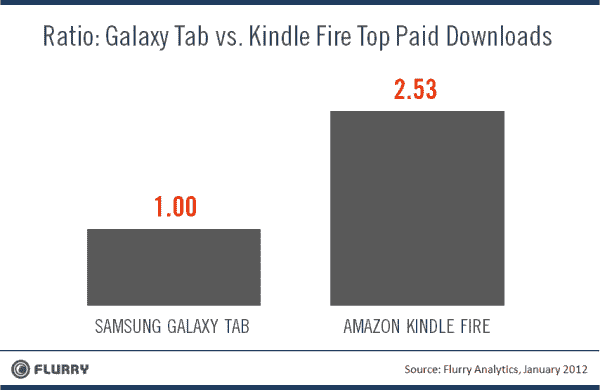 Ratio: Galaxy Tab vs. Kindle Fire Top Paid Downloads
2.53
1.00
SAMSUNG GALAXY TAB
AMAZON KINDLE FIRE
FLURRY
Source: Flurry Analytics, January 2012